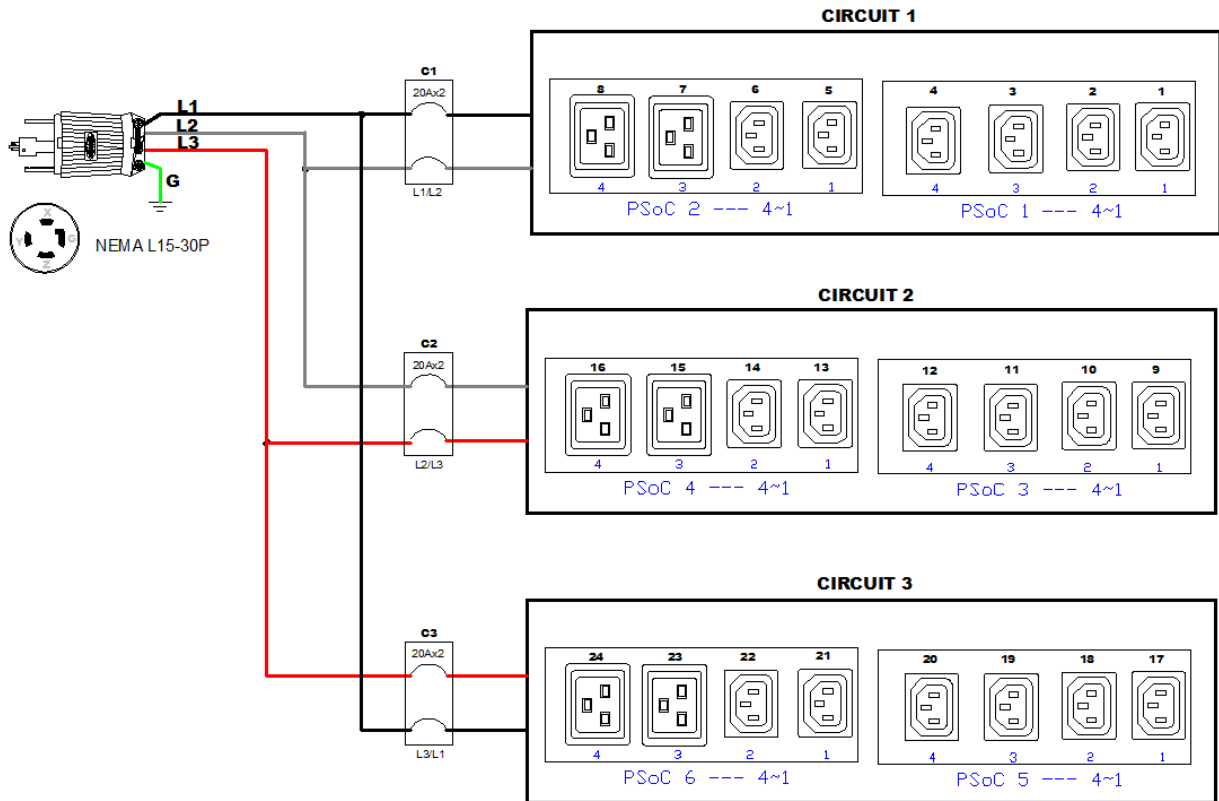 CIRCUIT 1
C1
20Ax2
L1/L2
8 7 6 5
4 3 2 1
4 3 2 1
4 3 2 1
PSoC 2 --- 4~1
PSoC 1 --- 4~1
L1
L2
L3
G
X
Y
G
Z
NEMA L15-30P
CIRCUIT 2
C2
20Ax2
L2/L3
16 15 14 13
12 11 10 9
4 3 2 1
4 3 2 1
PSoC 4 --- 4~1
PSoC 3 --- 4~1
CIRCUIT 3
C3
20Ax2
L3/L1
24 23 22 21
20 19 18 17
4 3 2 1
4 3 2 1
PSoC 6 --- 4~1
PSoC 5 --- 4~1